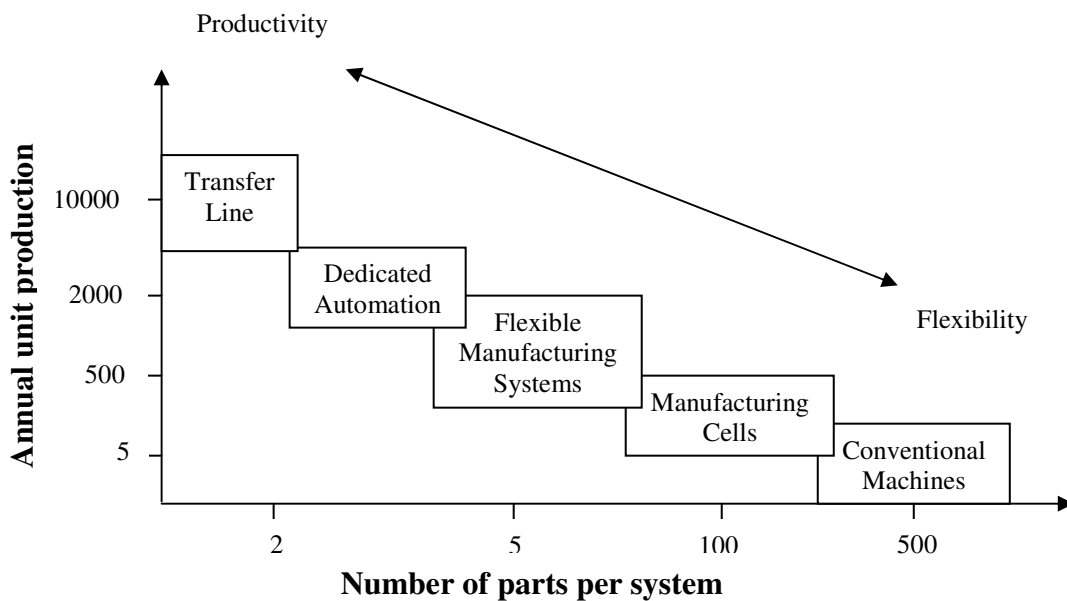 Productivity
Annual unit production
10000
2000
500
5
Transfer
Line
Dedicated
Automation
Flexible
Manufacturing
Systems
Manufacturing
Cells
Conventional
Machines
Flexibility
2
5
100
500
Number of parts per system